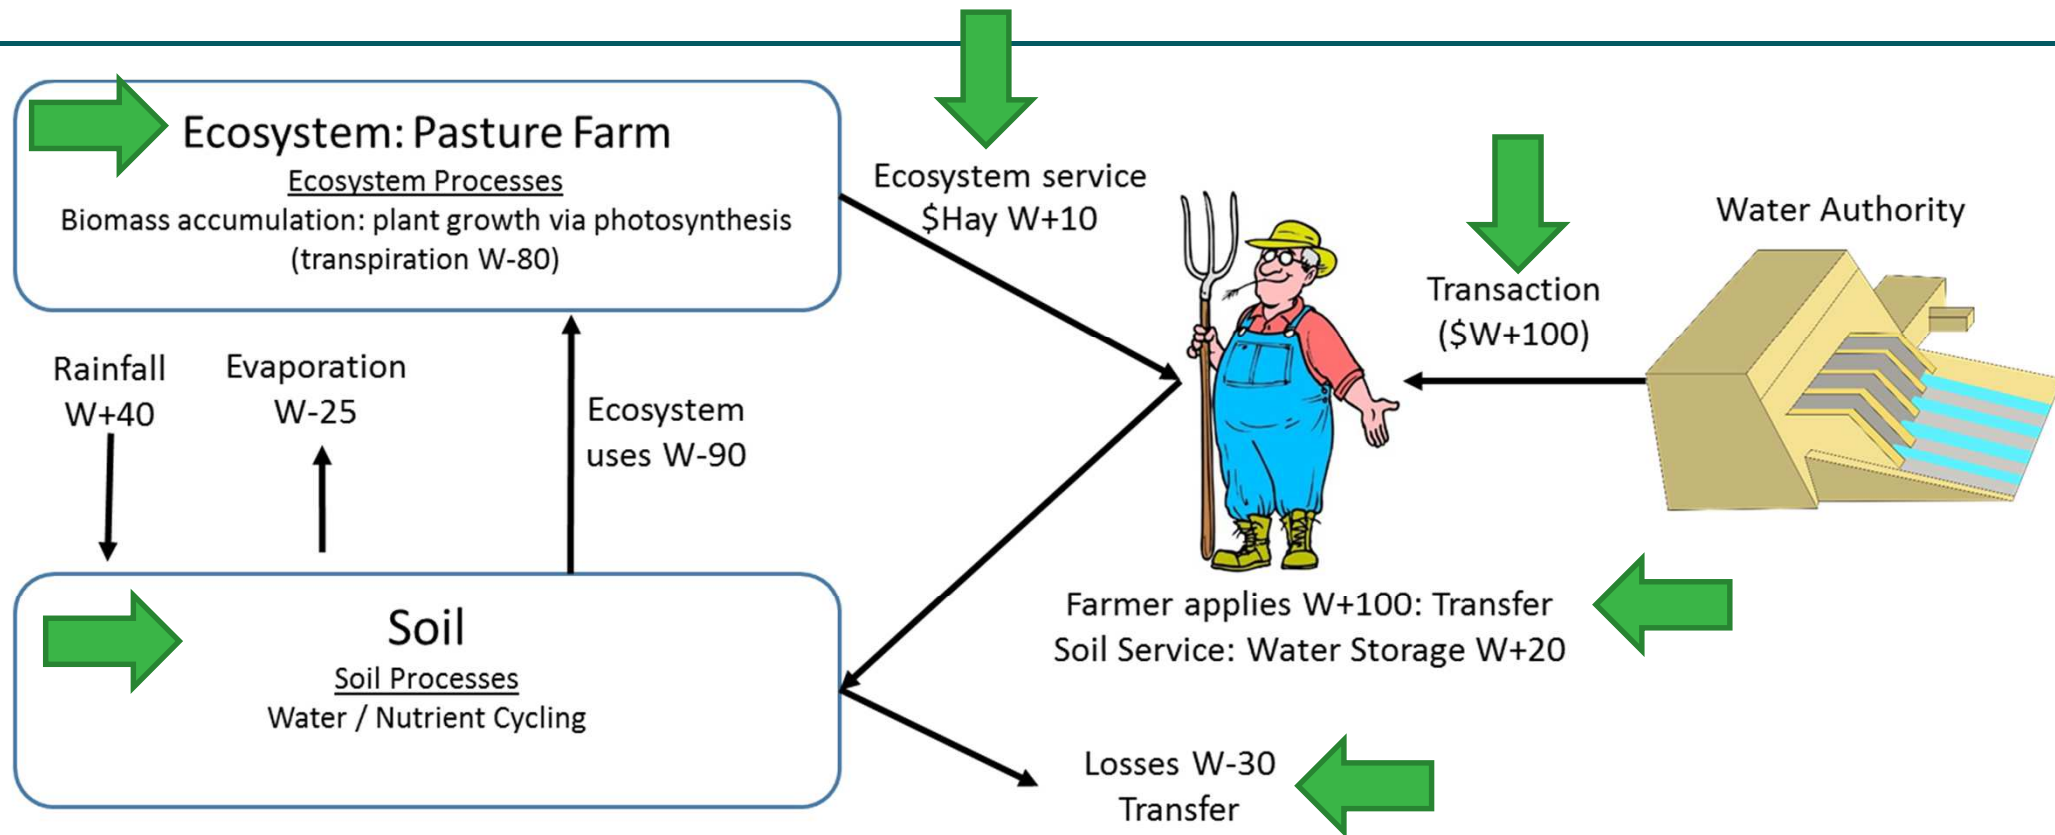 Ecosystem: Pasture Farm
Ecosystem Processes
Biomass accumulation: plant growth via photosynthesis
(transpiration W-80)
Ecosystem service
$Hay W+10
Water Authority
Transaction
($W+100)
Rainfall
W+40
Evaporation
W-25
Ecosystem
uses W-90
Farmer applies W+100: Transfer
Soil Service: Water Storage W+20
Soil
Soil Processes
Water / Nutrient Cycling
Losses W-30
Transfer